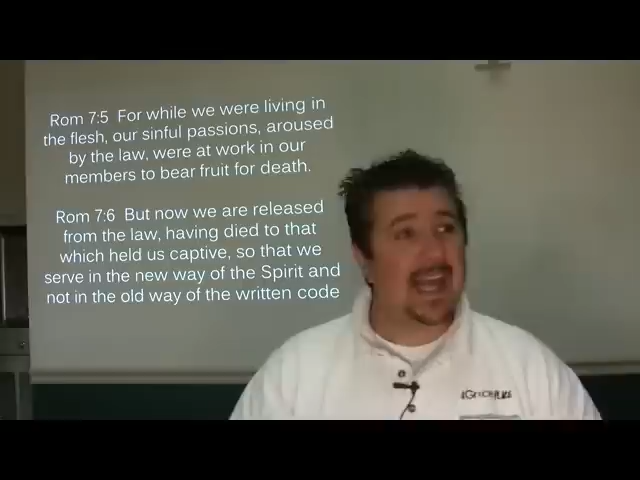 Rom 7:5 For while we were living in
the flesh, our sinful passions, aroused
by the law, were at work in our
members to bear fruit for death.
Rom 7:6 But now we are released
from the law, having died to that
which held us captive, so that we
serve in the new way of the Spirit and
not in the old way of the written code